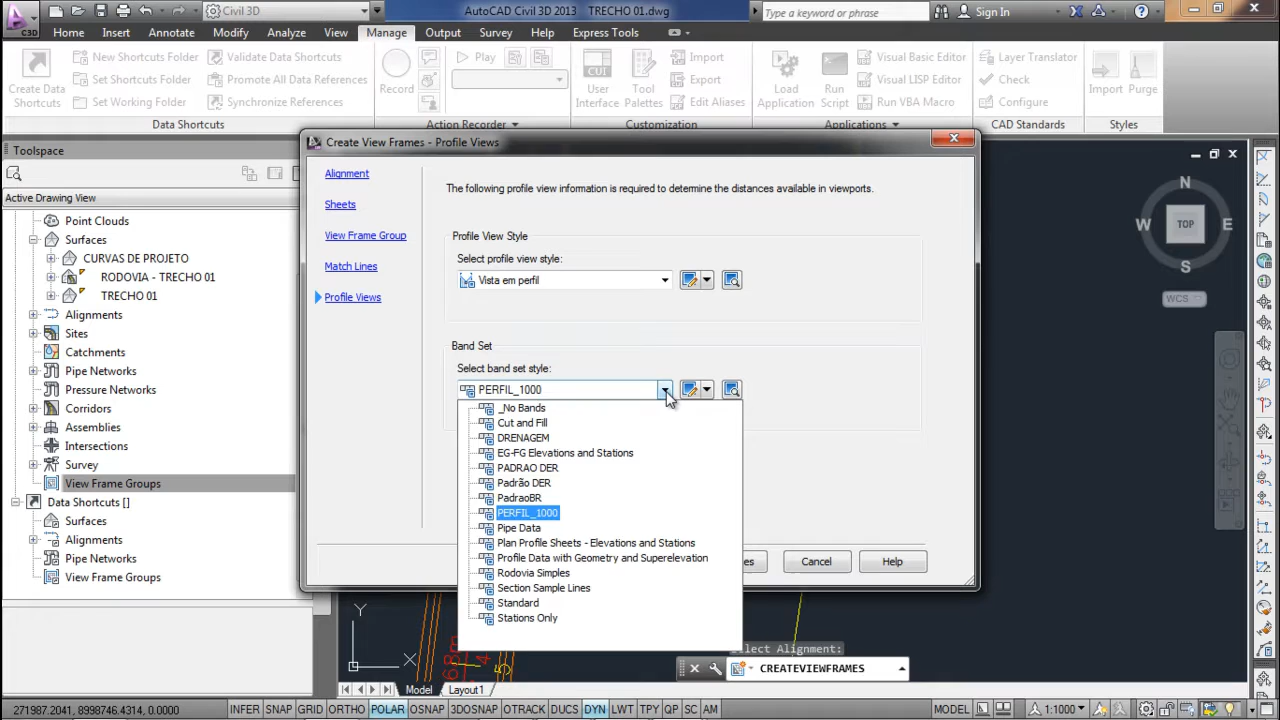 Civil 3D
AutoCAD Civil 3D 2013 TRECHO 01.dwg
Type a keyword or phrase
Sign In
C3D
Home Insert Annotate Modify Analyze View Manage Output Survey Help Express Tools
Create Data Shortcuts
New Shortcuts Folder
Set Shortcuts Folder
Set Working Folder
Validate Data Shortcuts
Promote All Data References
Synchronize References
Record
Play
User Interface
Tool Palettes
Import
Export
Edit Aliases
Load Application
Run Script
Visual Basic Editor
Visual LISP Editor
Run VBA Macro
Layer Translator
Check
Configure
Import
Purge
Data Shortcuts
Action Recorder
Customization
Applications
CAD Standards
Styles
Toolspace
Active Drawing View
Point Clouds
Surfaces
CURVAS DE PROJETO
RODOVIA - TRECHO 01
TRECHO 01
Alignments
Sites
Catchments
Pipe Networks
Pressure Networks
Corridors
Assemblies
Intersections
Survey
View Frame Groups
Data Shortcuts []
Surfaces
Alignments
Pipe Networks
View Frame Groups
Create View Frames - Profile Views
Alignment
Sheets
View Frame Group
Match Lines
Profile Views
The following profile view information is required to determine the distances available in viewports.
Profile View Style
Select profile view style:
Vista em perfil
Band Set
Select band set style:
PERFIL_1000
_No Bands
Cut and Fill
DRENAGEM
EG-FG Elevations and Stations
PADRAO DER
Padrão DER
PadraoBR
PERFIL_1000
Pipe Data
Plan Profile Sheets - Elevations and Stations
Profile Data with Geometry and Superelevation
Rodovia Simples
Section Sample Lines
Standard
Stations Only
es
Cancel
Help
N
W TOP E
S
WCS
Y
X
Select Alignment:
CREATEVIEWFRAMES
Model Layout1
271987.2041, 8998746.4314, 0.0000
INFER SNAP GRID ORTHO POLAR OSNAP 3DOSNAP OTRACK DUCS DYN LWT TPY QP SC AM
MODEL
1:1000